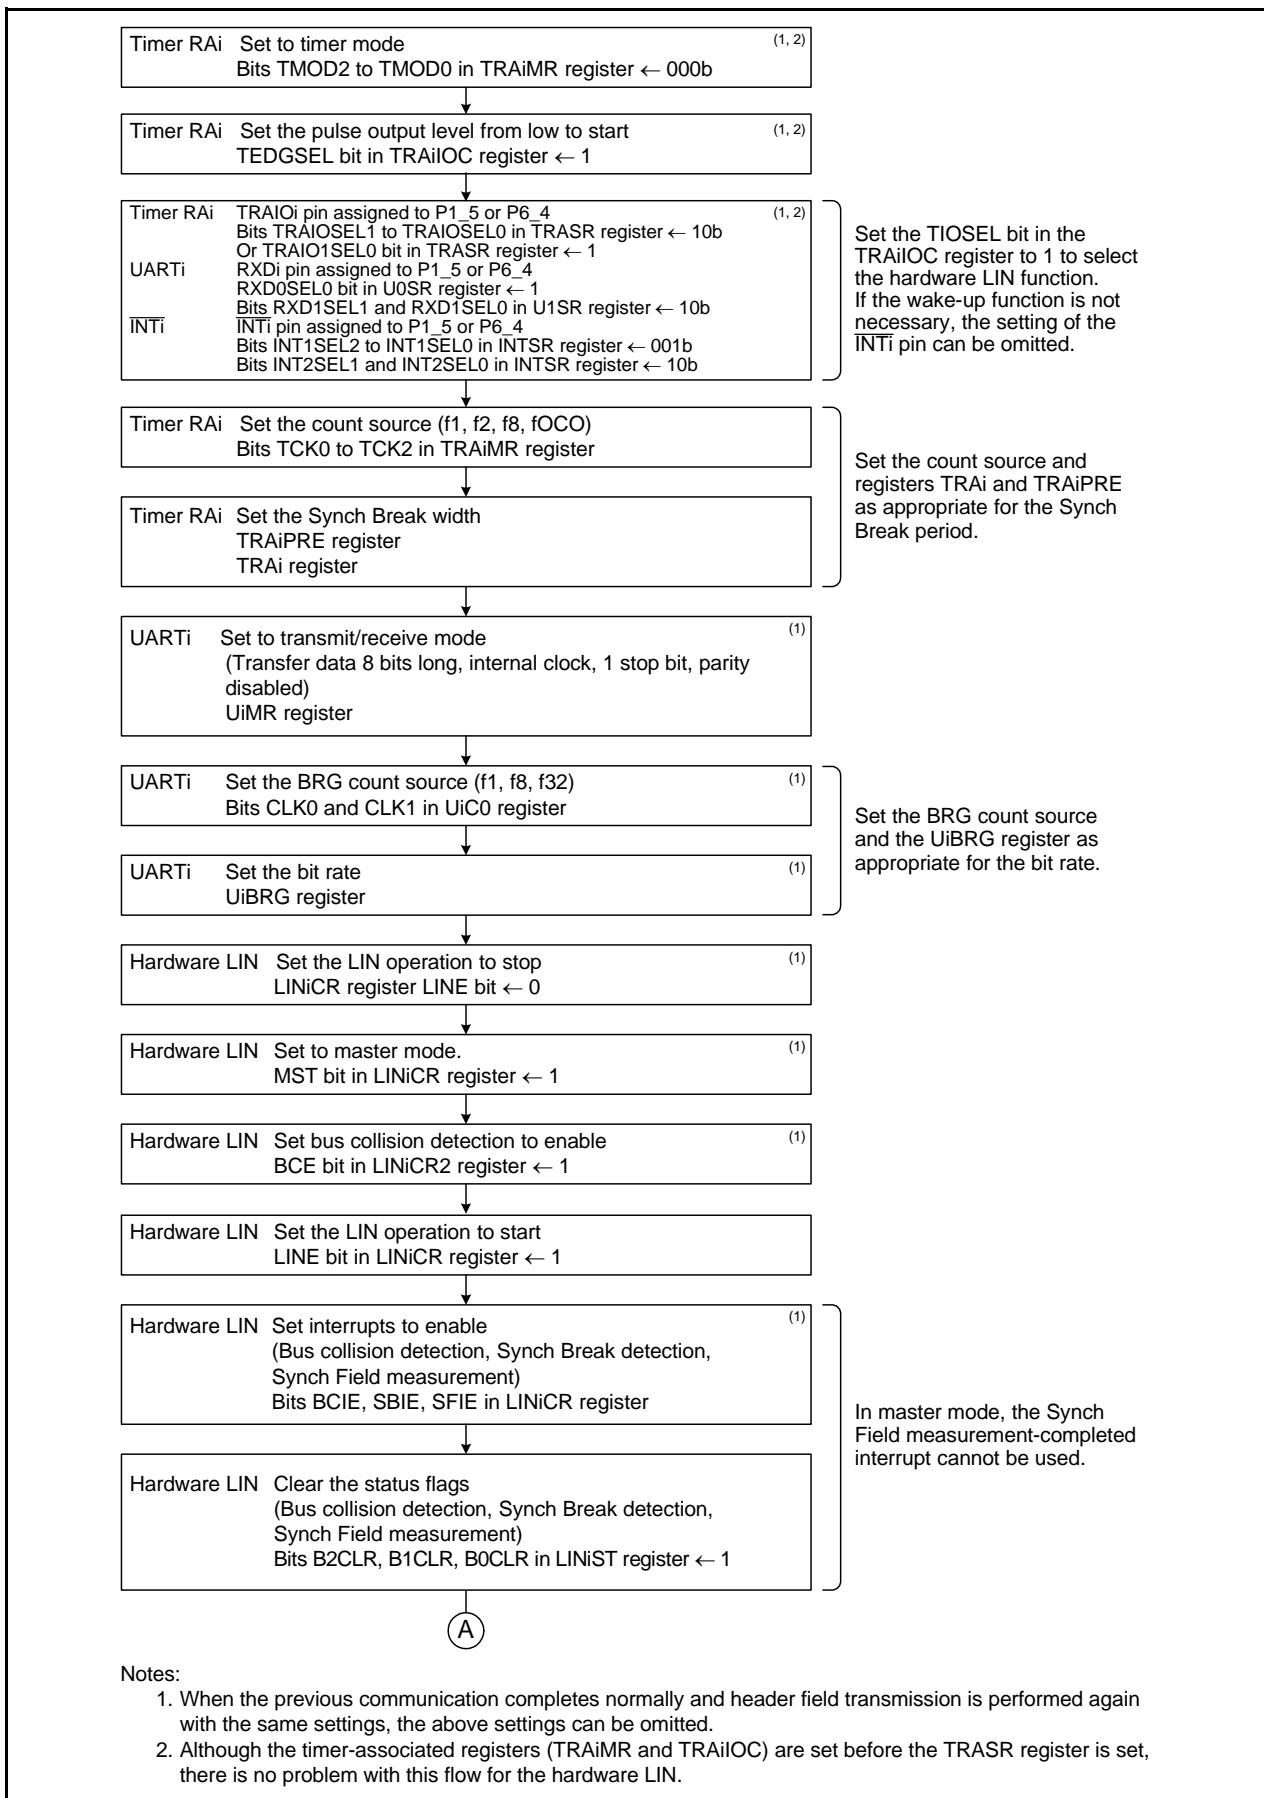 Timer RAi Set to timer mode (1, 2)
Bits TMOD2 to TMOD0 in TRAiMR register ← 000b
Timer RAi Set the pulse output level from low to start (1, 2)
TEDGSEL bit in TRAiIOC register ← 1
Timer RAi TRAIOi pin assigned to P1_5 or P6_4 (1, 2)
Bits TRAIOSEL1 to TRAIOSEL0 in TRASR register ← 10b
Or TRAIO1SEL0 bit in TRASR register ← 1
UARTi RXDi pin assigned to P1_5 or P6_4
RXD0SEL0 bit in U0SR register ← 1
Bits RXD1SEL1 and RXD1SEL0 in U1SR register ← 10b
INTi INTi pin assigned to P1_5 or P6_4
Bits INT1SEL2 to INT1SEL0 in INTSR register ← 001b
Bits INT2SEL1 and INT2SEL0 in INTSR register ← 10b
Set the TIOSEL bit in the
TRAiIOC register to 1 to select
the hardware LIN function.
If the wake-up function is not
necessary, the setting of the
INTi pin can be omitted.
Timer RAi Set the count source (f1, f2, f8, fOCO)
Bits TCK0 to TCK2 in TRAiMR register
Timer RAi Set the Synch Break width
TRAiPRE register
TRAi register
Set the count source and
registers TRAi and TRAiPRE
as appropriate for the Synch
Break period.
UARTi Set to transmit/receive mode (1)
(Transfer data 8 bits long, internal clock, 1 stop bit, parity
disabled)
UiMR register
UARTi Set the BRG count source (f1, f8, f32) (1)
Bits CLK0 and CLK1 in UiC0 register
UARTi Set the bit rate (1)
UiBRG register
Set the BRG count source
and the UiBRG register as
appropriate for the bit rate.
Hardware LIN Set the LIN operation to stop (1)
LINiCR register LINE bit ← 0
Hardware LIN Set to master mode. (1)
MST bit in LINiCR register ← 1
Hardware LIN Set bus collision detection to enable (1)
BCE bit in LINiCR2 register ← 1
Hardware LIN Set the LIN operation to start
LINE bit in LINiCR register ← 1
Hardware LIN Set interrupts to enable (1)
(Bus collision detection, Synch Break detection,
Synch Field measurement)
Bits BCIE, SBIE, SFIE in LINiCR register
Hardware LIN Clear the status flags
(Bus collision detection, Synch Break detection,
Synch Field measurement)
Bits B2CLR, B1CLR, B0CLR in LINiST register ← 1
In master mode, the Synch
Field measurement-completed
interrupt cannot be used.
A
Notes:
1. When the previous communication completes normally and header field transmission is performed again
with the same settings, the above settings can be omitted.
2. Although the timer-associated registers (TRAiMR and TRAiIOC) are set before the TRASR register is set,
there is no problem with this flow for the hardware LIN.